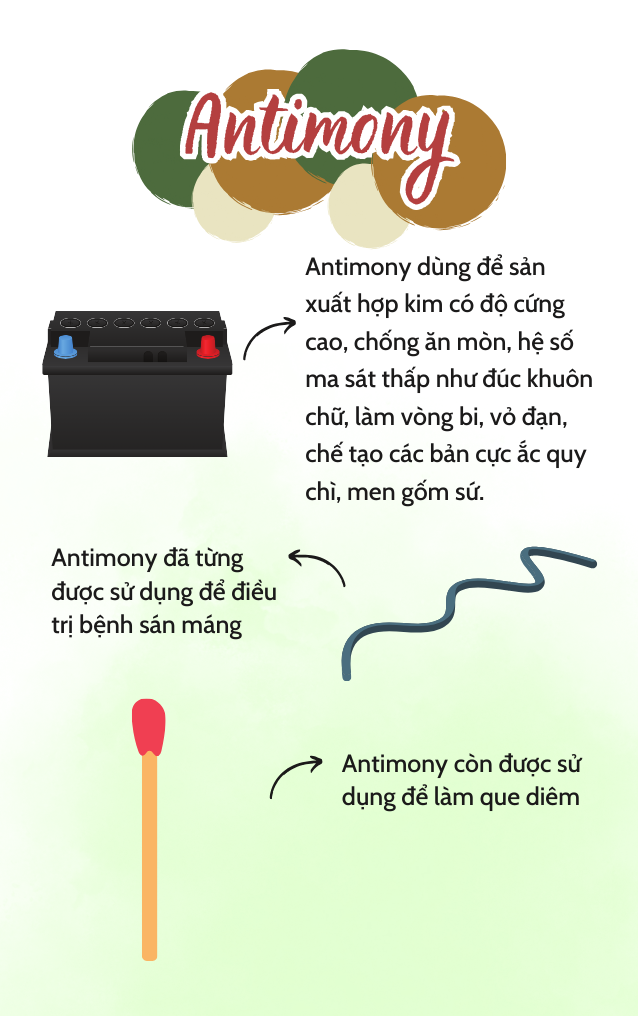 Antimony
Antimony dùng để sản
xuất hợp kim có độ cứng
cao, chống ăn mòn, hệ số
ma sát thấp như đúc khuôn
chữ, làm vòng bi, vỏ đạn,
chế tạo các bản cực ắc quy
chì, men gốm sứ.
Antimony đã từng
được sử dụng để điều
trị bệnh sán máng
Antimony còn được sử
dụng để làm que diêm